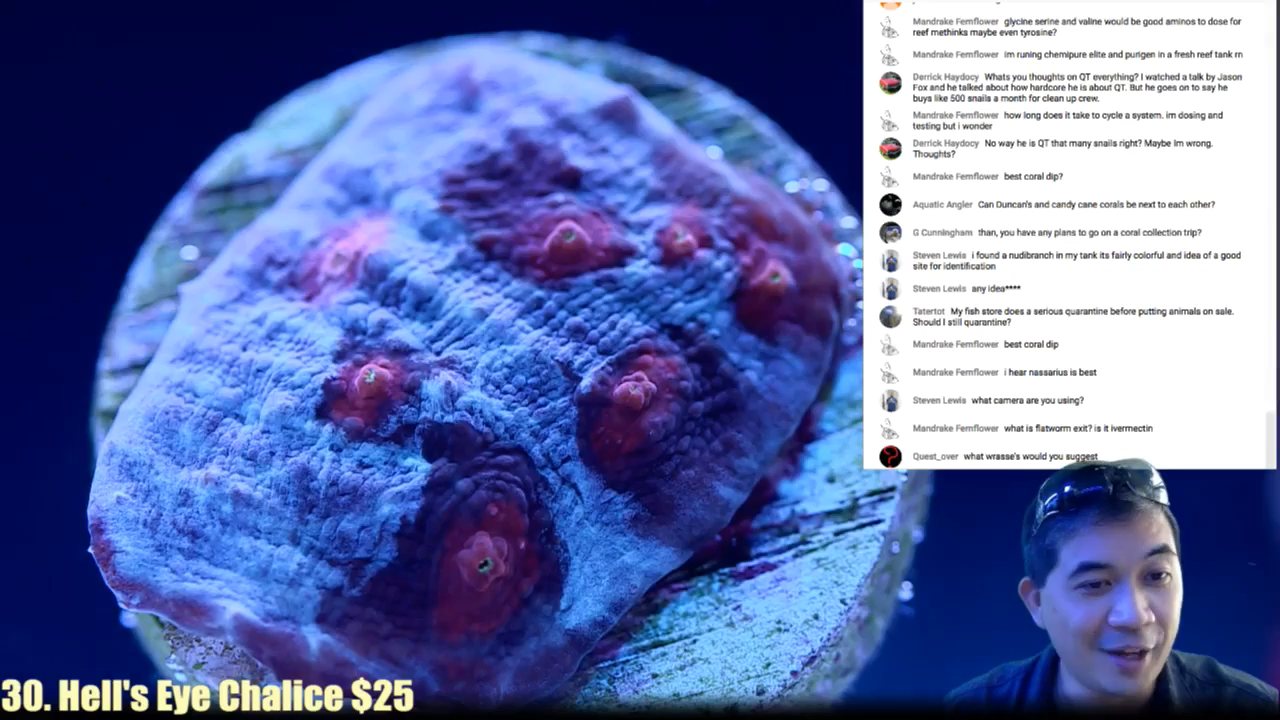 Mandrake Fernflower glycine serine and valine would be good aminos to dose for
reef methinks maybe even tyrosine?
Mandrake Fernflower im runing chemipure elite and purigen in a fresh reef tank rn
Derrick Haydocy Whats you thoughts on QT everything? I watched a talk by Jason
Fox and he talked about how hardcore he is about QT. But he goes on to say he
buys like 500 snails a month for clean up crew.
Mandrake Fernflower how long does it take to cycle a system. im dosing and
testing but i wonder
Derrick Haydocy No way he is QT that many snails right? Maybe Im wrong.
Thoughts?
Mandrake Fernflower best coral dip?
Aquatic Angler Can Duncan's and candy cane corals be next to each other?
G Cunningham than, you have any plans to go on a coral collection trip?
Steven Lewis i found a nudibranch in my tank its fairly colorful and idea of a good
site for identification
Steven Lewis any idea****
Tatertot My fish store does a serious quarantine before putting animals on sale.
Should I still quarantine?
Mandrake Fernflower best coral dip
Mandrake Fernflower i hear nassarius is best
Steven Lewis what camera are you using?
Mandrake Fernflower what is flatworm exit? is it ivermectin
Quest_over what wrasse's would you suggest
30. Hell's Eye Chalice $25